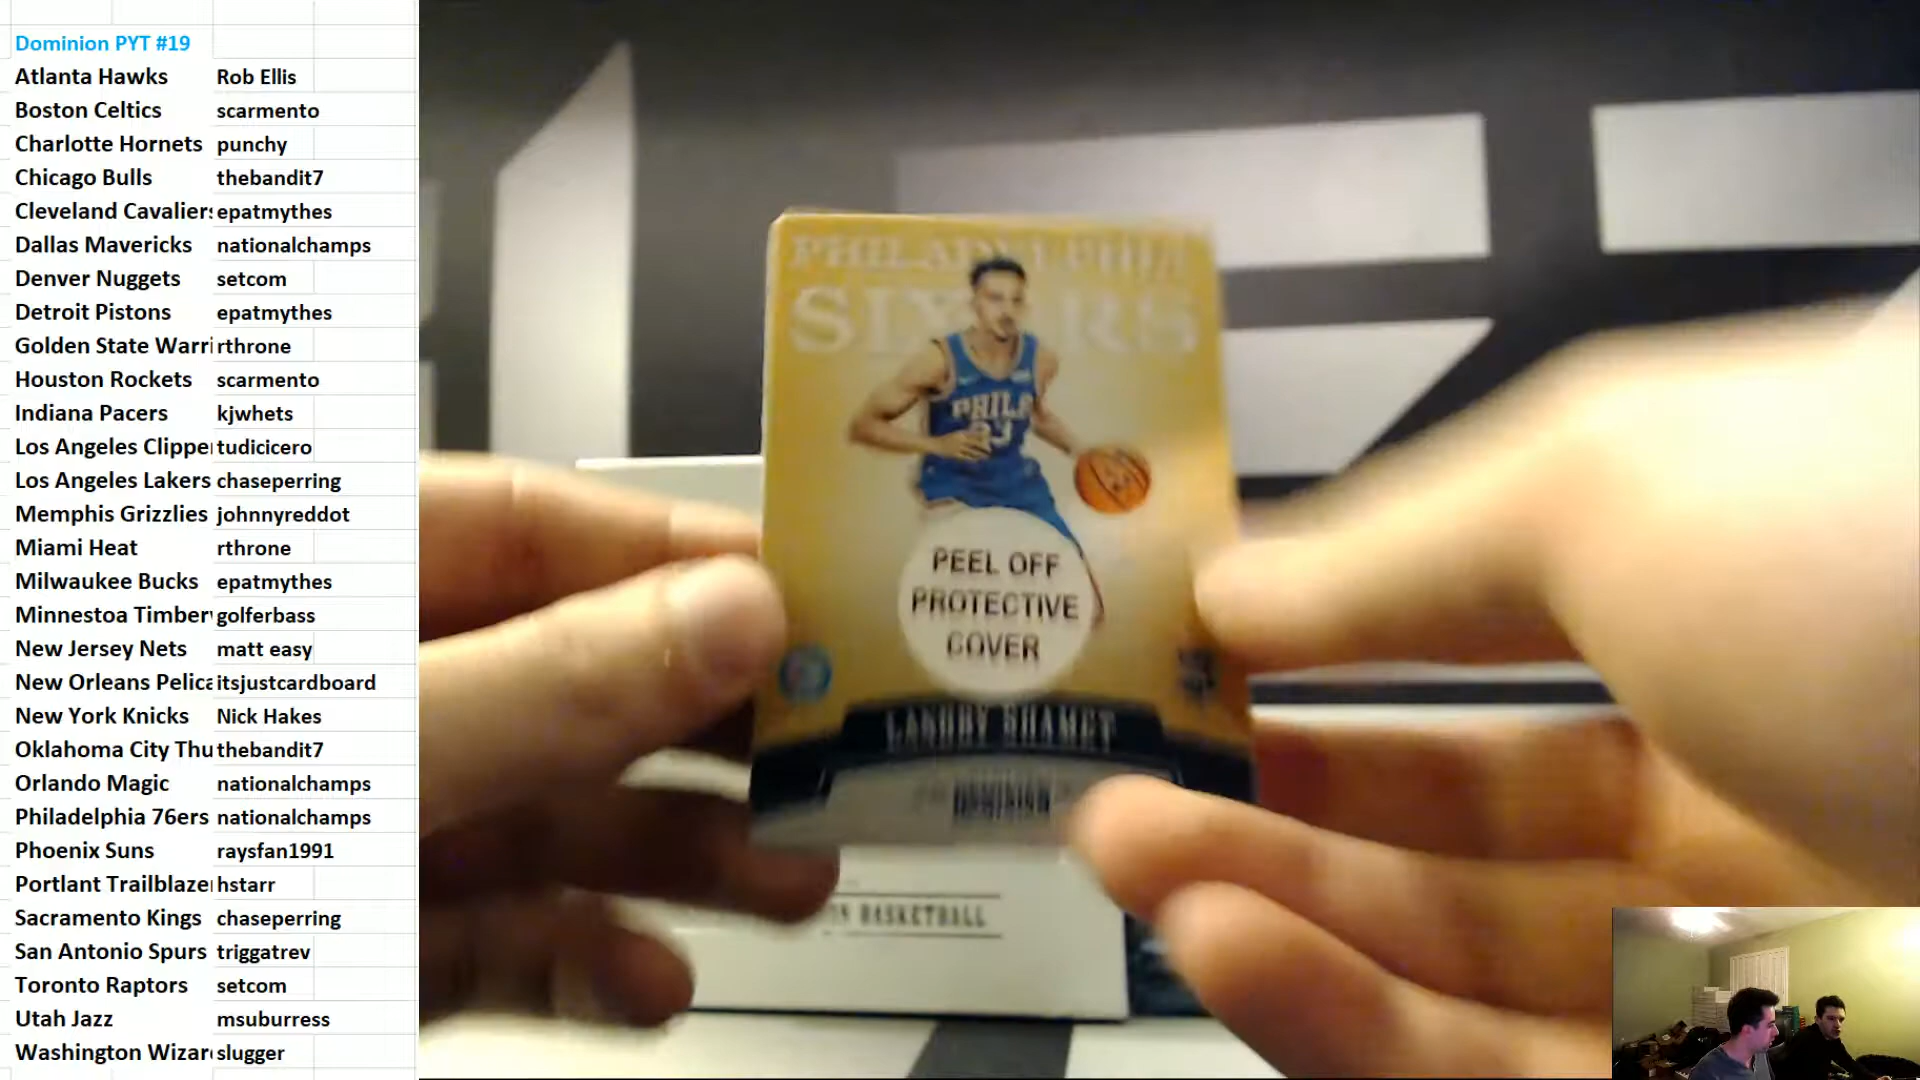 Dominion PYT #19
Atlanta Hawks Rob Ellis
Boston Celtics scarmento
Charlotte Hornets punchy
Chicago Bulls thebandit7
Cleveland Cavaliers epatmythes
Dallas Mavericks nationalchamps
Denver Nuggets setcom
Detroit Pistons epatmythes
Golden State Warri rthrone
Houston Rockets scarmento
Indiana Pacers kjwhets
Los Angeles Clipper tudicicero
Los Angeles Lakers chaseperring
Memphis Grizzlies johnnyreddot
Miami Heat rthrone
Milwaukee Bucks epatmythes
Minnestoa Timberv golferbass
New Jersey Nets matt easy
New Orleans Pelica itsjustcardboard
New York Knicks Nick Hakes
Oklahoma City Thu thebandit7
Orlando Magic nationalchamps
Philadelphia 76ers nationalchamps
Phoenix Suns raysfan1991
Portlant Trailblazer hstarr
Sacramento Kings chaseperring
San Antonio Spurs triggatrev
Toronto Raptors setcom
Utah Jazz msuburress
Washington Wizar slugger
PHILADELPHIA
SIXERS
PHILA
PEEL OFF
PROTECTIVE
COVER
LANDRY SHAMET
DOMINION
BASKETBALL